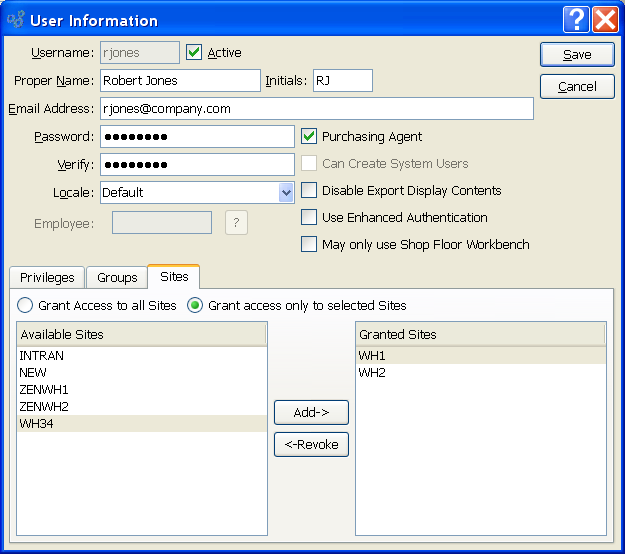 User Information
Username: rjones Active Save
Proper Name: Robert Jones Initials: RJ Cancel
Email Address: rjones@company.com
Password: ●●●●●●●● Purchasing Agent
Verify: ●●●●●●●● Can Create System Users
Locale: Default Disable Export Display Contents
Employee: ? Use Enhanced Authentication
May only use Shop Floor Workbench
Privileges Groups Sites
Grant Access to all Sites Grant access only to selected Sites
Available Sites Granted Sites
INTRAN WH1
NEW WH2
ZENWH1
ZENWH2
WH34
Add->
<-Revoke